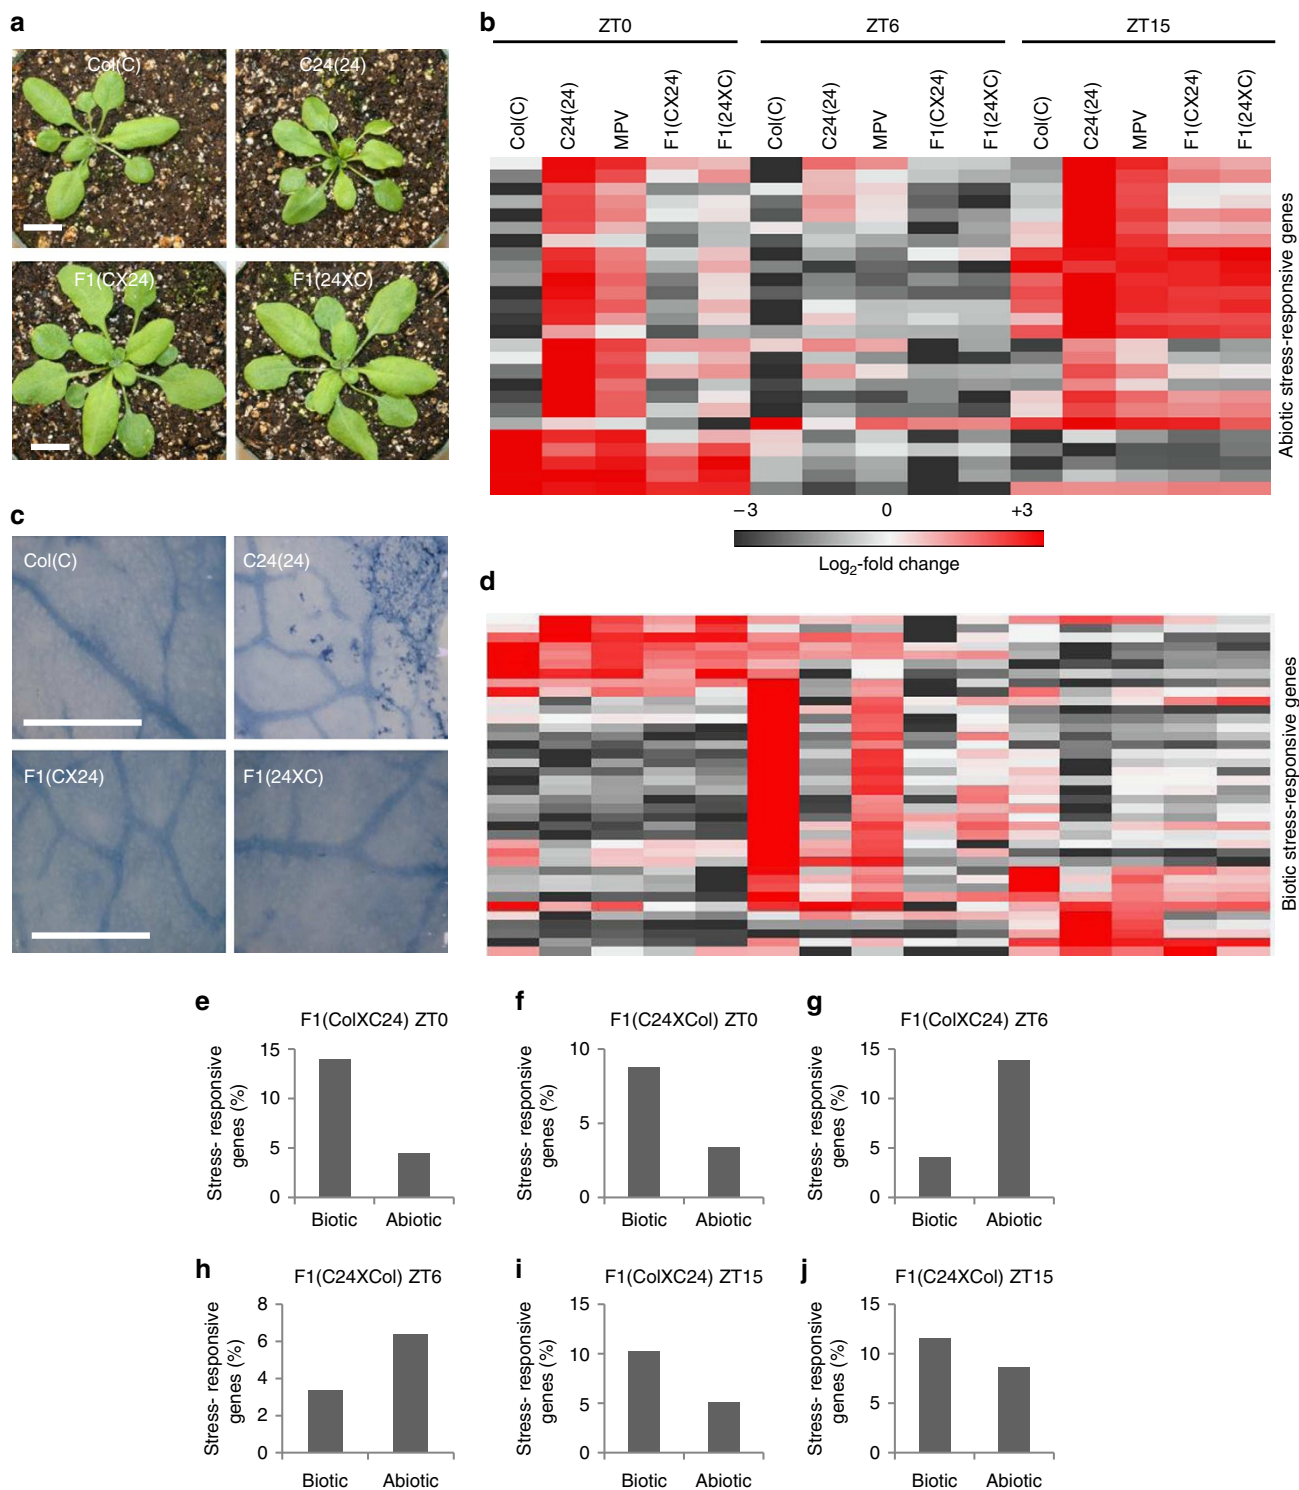 a
Col(C)
C24(24)
F1(CX24)
F1(24XC)
b
ZT0
ZT6
ZT15
Col(C)
C24(24)
MPV
F1(CX24)
F1(24XC)
Col(C)
C24(24)
MPV
F1(CX24)
F1(24XC)
Col(C)
C24(24)
MPV
F1(CX24)
F1(24XC)
Abiotic stress-responsive genes
−3
0
+3
Log2-fold change
c
Col(C)
C24(24)
F1(CX24)
F1(24XC)
d
Biotic stress-responsive genes
e
F1(ColXC24) ZT0
Stress- responsive
genes (%)
15
10
5
0
Biotic
Abiotic
f
F1(C24XCol) ZT0
Stress- responsive
genes (%)
10
5
0
Biotic
Abiotic
g
F1(ColXC24) ZT6
Stress- responsive
genes (%)
15
10
5
0
Biotic
Abiotic
h
F1(C24XCol) ZT6
Stress- responsive
genes (%)
8
6
4
2
0
Biotic
Abiotic
i
F1(ColXC24) ZT15
Stress- responsive
genes (%)
15
10
5
0
Biotic
Abiotic
j
F1(C24XCol) ZT15
Stress- responsive
genes (%)
15
10
5
0
Biotic
Abiotic